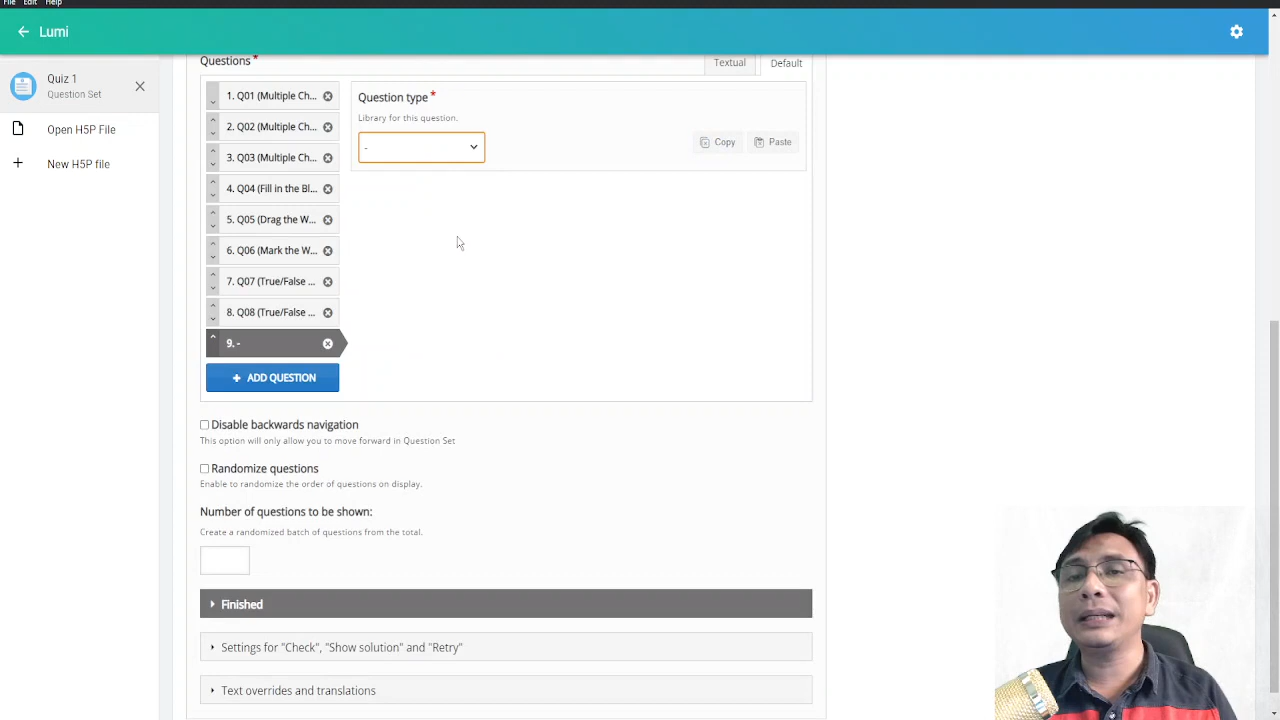 File Edit Help
Lumi
Quiz 1
Question Set
Open H5P File
New H5P file
Questions *
Textual
Default
1. Q01 (Multiple Ch...
2. Q02 (Multiple Ch...
3. Q03 (Multiple Ch...
4. Q04 (Fill in the Bl...
5. Q05 (Drag the W...
6. Q06 (Mark the W...
7. Q07 (True/False ...
8. Q08 (True/False ...
9. -
+ ADD QUESTION
Question type *
Library for this question.
-
Copy
Paste
Disable backwards navigation
This option will only allow you to move forward in Question Set
Randomize questions
Enable to randomize the order of questions on display.
Number of questions to be shown:
Create a randomized batch of questions from the total.
Finished
Settings for "Check", "Show solution" and "Retry"
Text overrides and translations